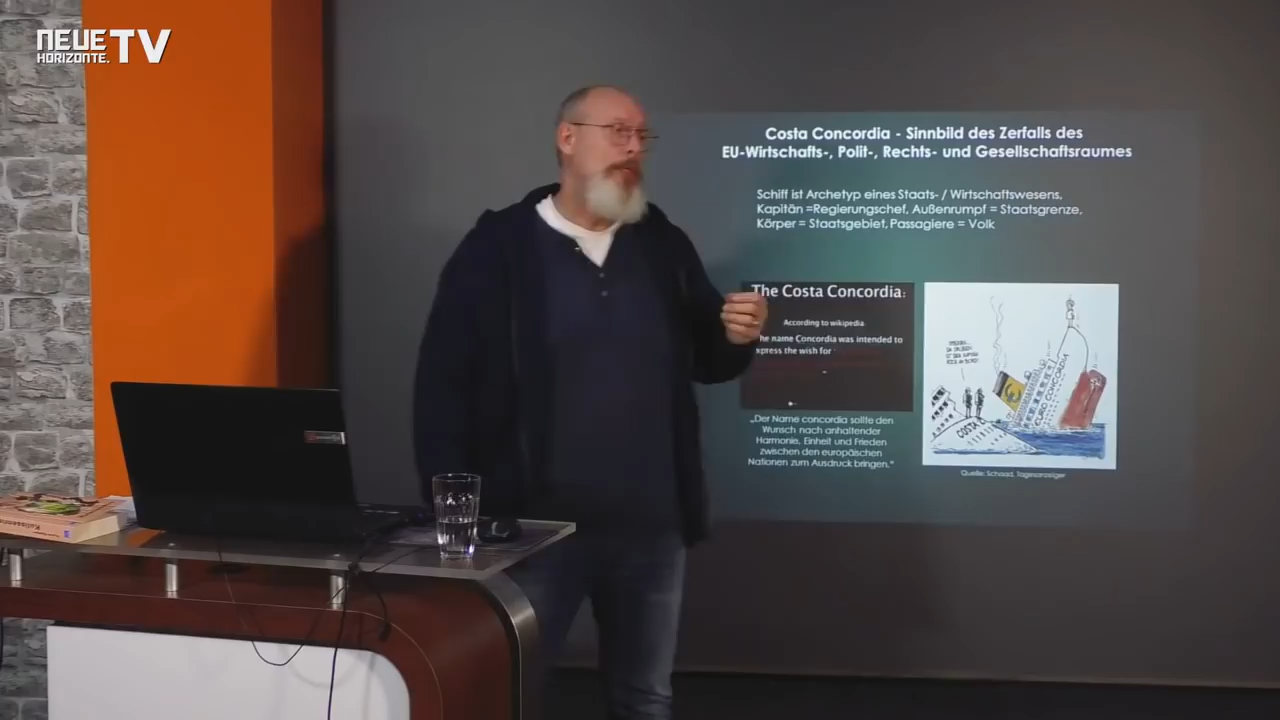 NEUE TV
HORIZONTE.
Costa Concordia - Sinnbild des Zerfalls des
EU-Wirtschafts-, Polit-, Rechts- und Gesellschaftsraumes
Schiff ist Archetyp eines Staats- / Wirtschaftswesens,
Kapitän =Regierungschef, Außenrumpf = Staatsgrenze,
Körper = Staatsgebiet, Passagiere = Volk
The Costa Concordia:
According to wikipedia
he name Concordia was intended to
xpress the wish for
„Der Name concordia sollte den
Wunsch nach anhaltender
Harmonie, Einheit und Frieden
zwischen den europäischen
Nationen zum Ausdruck bringen."
EURO CONCORDIA
COSTA
Quelle: Schaad, Tagesanzeiger